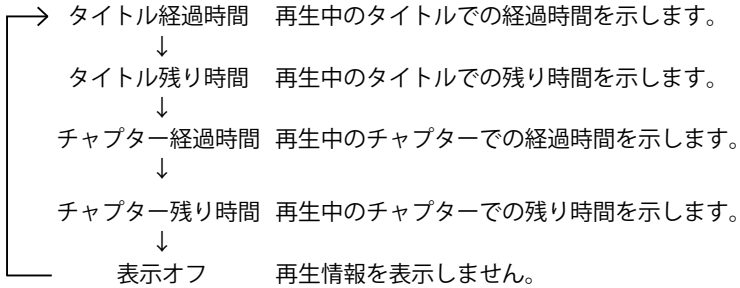 タイトル経過時間 再生中のタイトルでの経過時間を示します。
↓
タイトル残り時間 再生中のタイトルでの残り時間を示します。
↓
チャプター経過時間 再生中のチャプターでの経過時間を示します。
↓
チャプター残り時間 再生中のチャプターでの残り時間を示します。
↓
表示オフ 再生情報を表示しません。